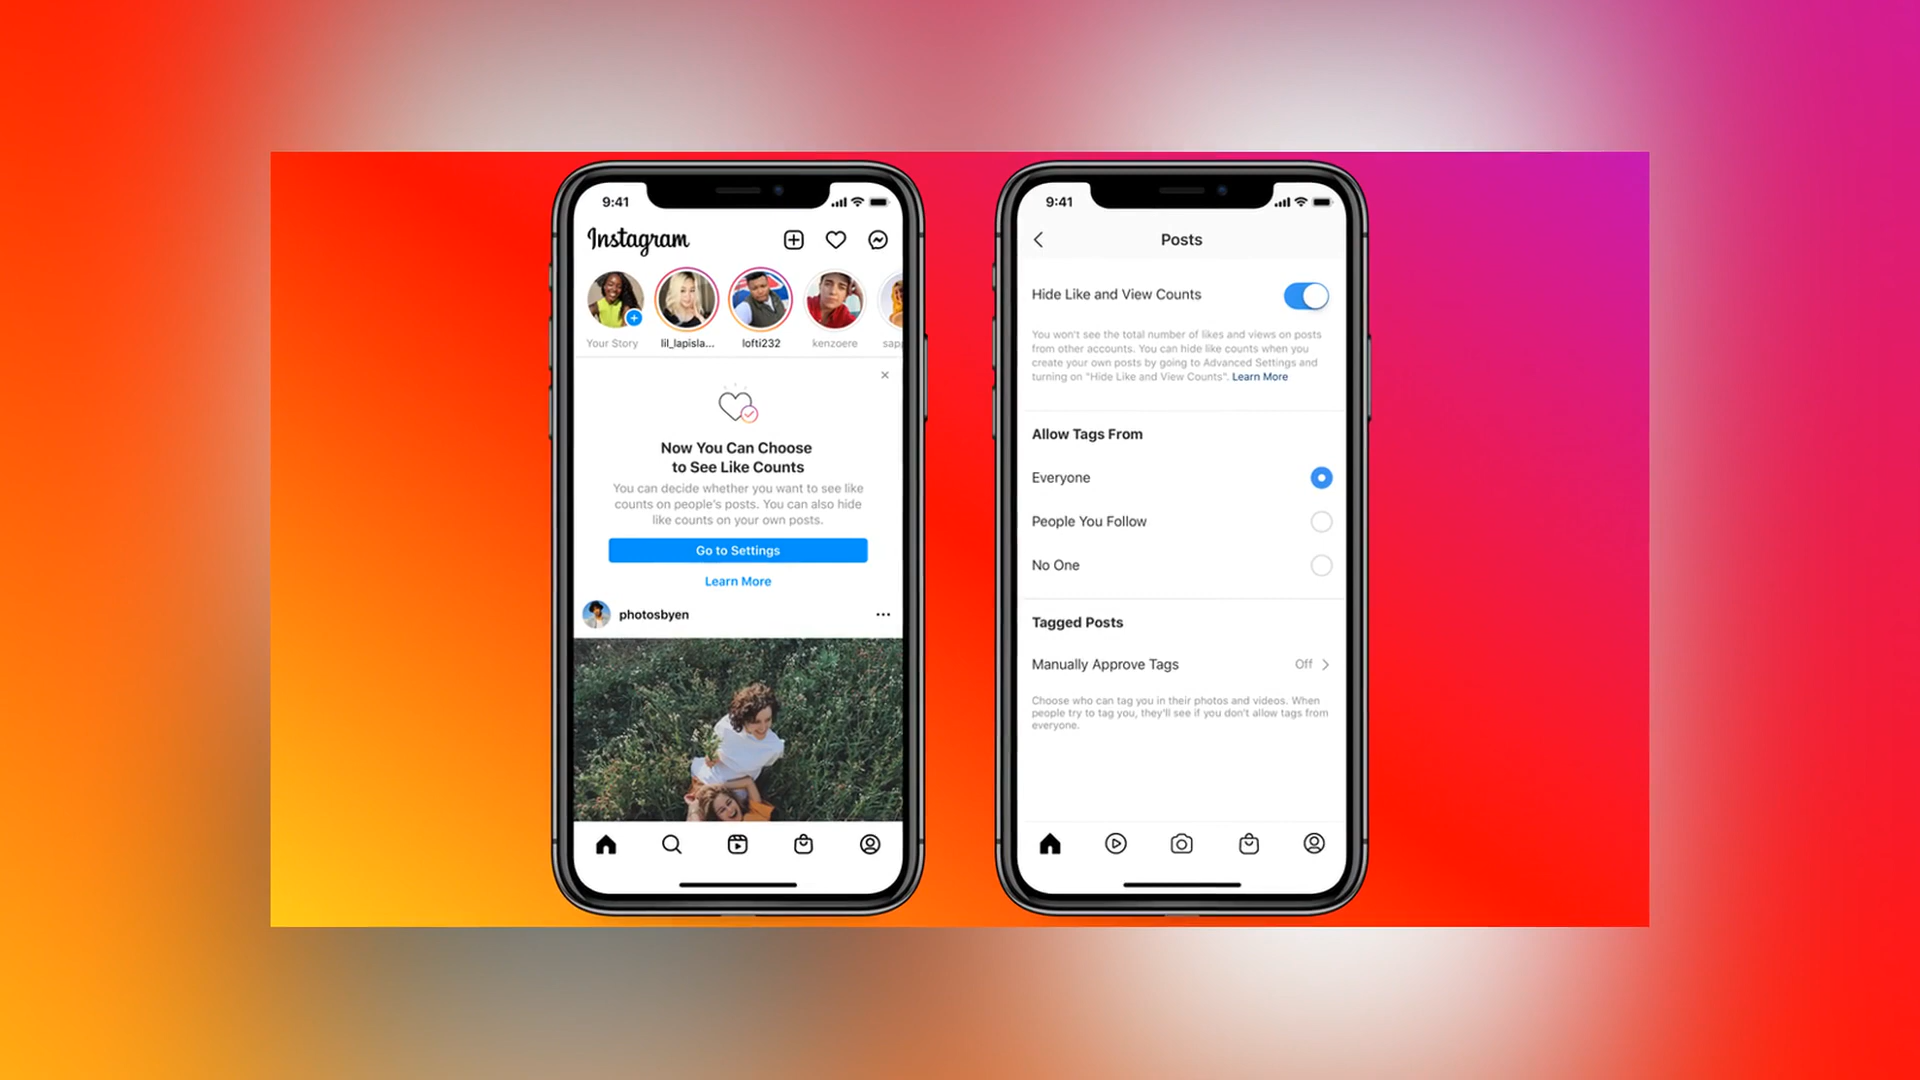 9:41
Instagram
Your Story
lil_lapisla...
lofti232
kenzoere
sap
Now You Can Choose
to See Like Counts
You can decide whether you want to see like
counts on people's posts. You can also hide
like counts on your own posts.
Go to Settings
Learn More
photosbyen
9:41
Posts
Hide Like and View Counts
You won't see the total number of likes and views on posts
from other accounts. You can hide like counts when you
create your own posts by going to Advanced Settings and
turning on "Hide Like and View Counts". Learn More
Allow Tags From
Everyone
People You Follow
No One
Tagged Posts
Manually Approve Tags
Off
Choose who can tag you in their photos and videos. When
people try to tag you, they'll see if you don't allow tags from
everyone.